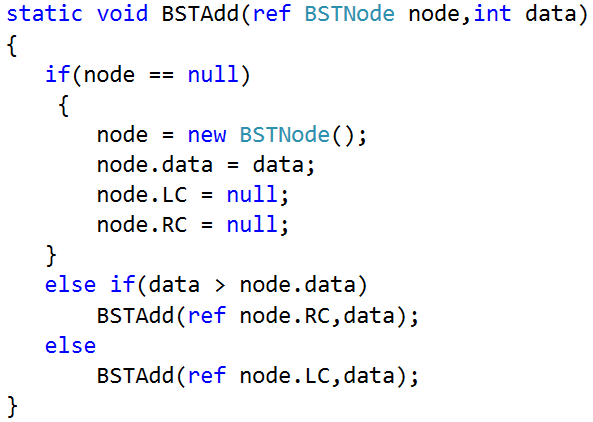 static void BSTAdd(ref BSTNode node,int data)
{
   if(node == null)
    {
       node = new BSTNode();
       node.data = data;
       node.LC = null;
       node.RC = null;
   }
   else if(data > node.data)
       BSTAdd(ref node.RC,data);
   else
       BSTAdd(ref node.LC,data);
}